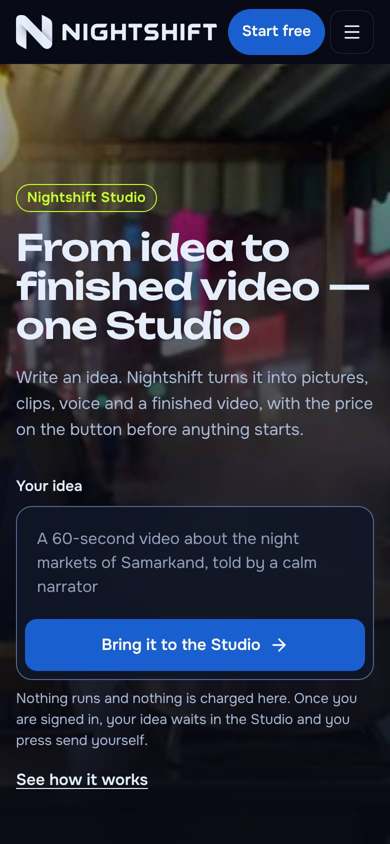 NIGHTSHIFT
Start free
Nightshift Studio
From idea to
finished video —
one Studio
Write an idea. Nightshift turns it into pictures,
clips, voice and a finished video, with the price
on the button before anything starts.
Your idea
A 60-second video about the night
markets of Samarkand, told by a calm
narrator
Bring it to the Studio →
Nothing runs and nothing is charged here. Once you
are signed in, your idea waits in the Studio and you
press send yourself.
See how it works